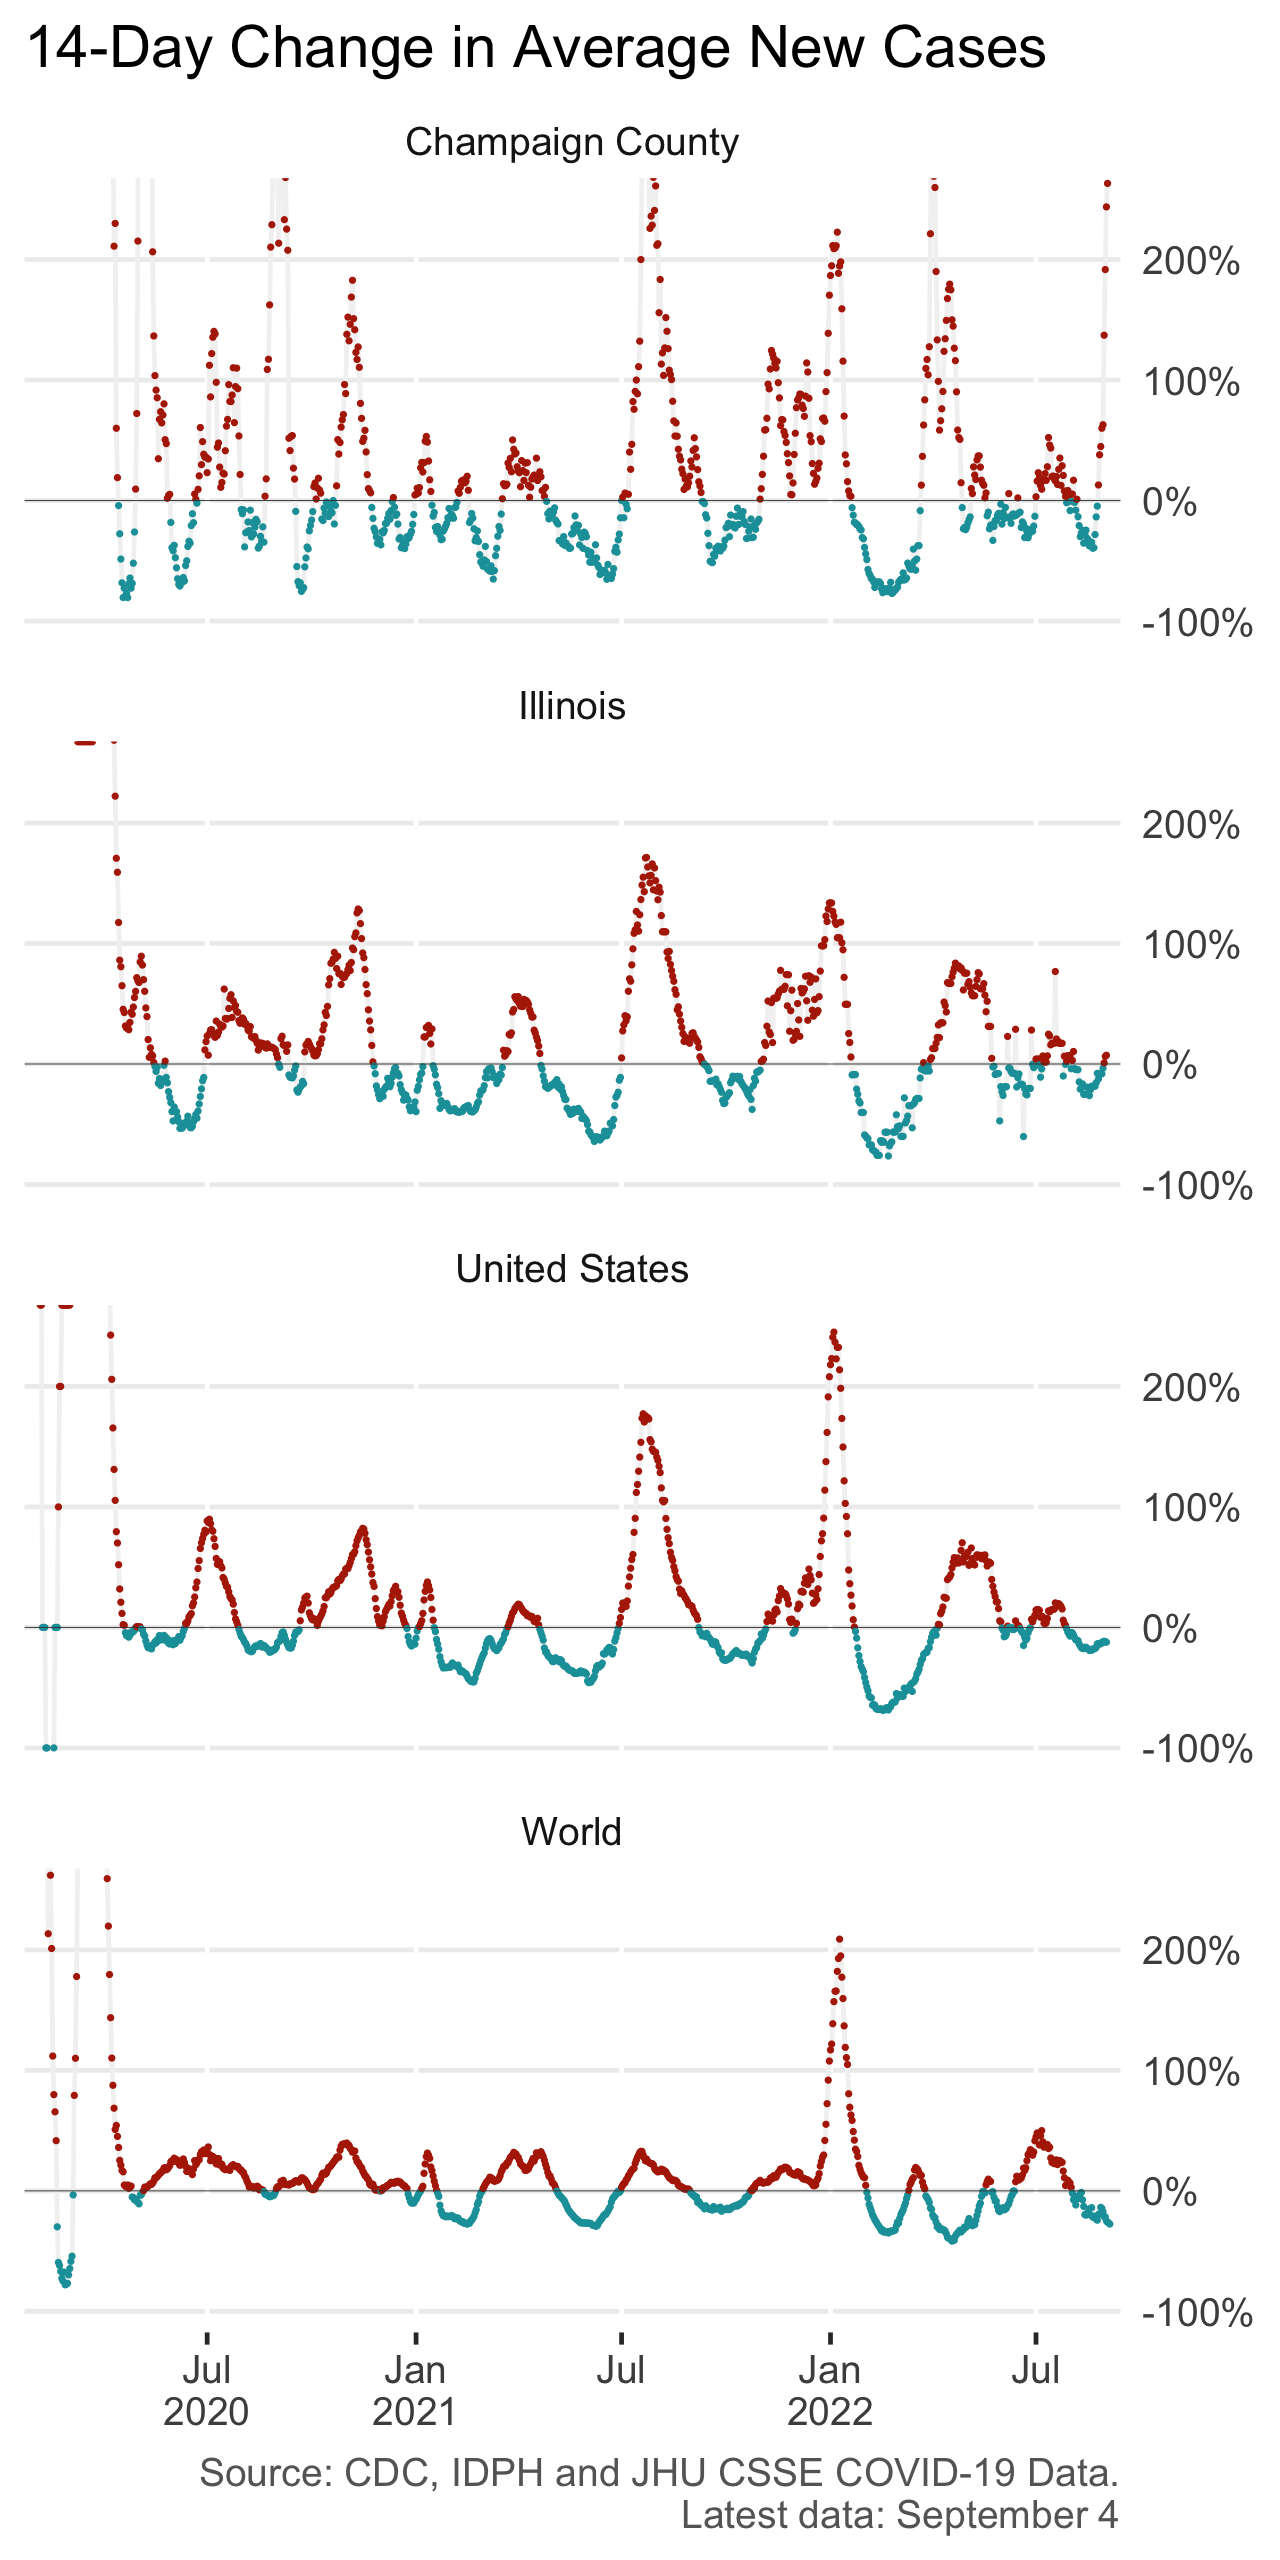 14-Day Change in Average New Cases
Champaign County
200%
100%
0%
-100%
Illinois
200%
100%
0%
-100%
United States
200%
100%
0%
-100%
World
200%
100%
0%
-100%
Jul Jan Jul Jan Jul
2020 2021 2022
Source: CDC, IDPH and JHU CSSE COVID-19 Data.
Latest data: September 4